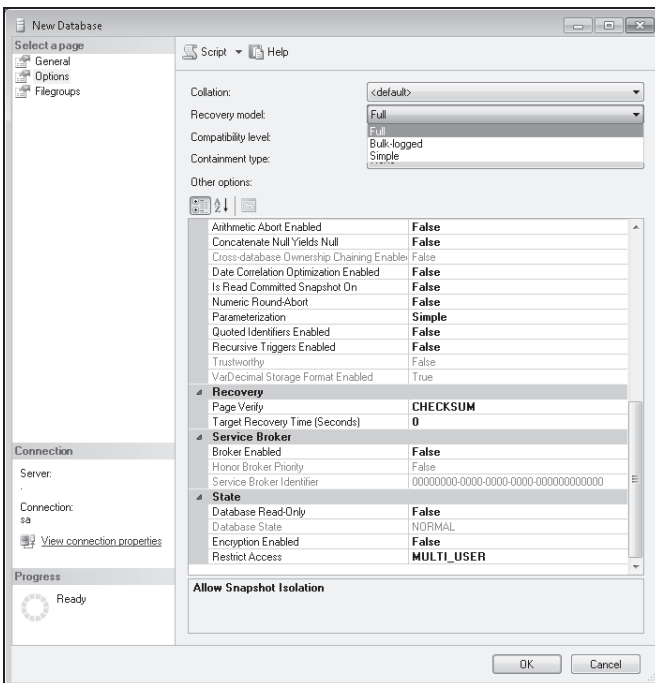 New Database
Select a page
General
Options
Filegroups
Script Help
Collation: <default>
Recovery model: Full
Full
Bulk-logged
Simple
Compatibility level:
Containment type:
Other options:
Arithmetic Abort Enabled False
Concatenate Null Yields Null False
Cross-database Ownership Chaining Enable False
Date Correlation Optimization Enabled False
Is Read Committed Snapshot On False
Numeric Round-Abort False
Parameterization Simple
Quoted Identifiers Enabled False
Recursive Triggers Enabled False
Trustworthy False
VarDecimal Storage Format Enabled True
Recovery
Page Verify CHECKSUM
Target Recovery Time (Seconds) 0
Service Broker
Broker Enabled False
Honor Broker Priority False
Service Broker Identifier 00000000-0000-0000-0000-000000000000
State
Database Read-Only False
Database State NORMAL
Encryption Enabled False
Restrict Access MULTI_USER
Allow Snapshot Isolation
Connection
Server:
.
Connection:
sa
View connection properties
Progress
Ready
OK Cancel